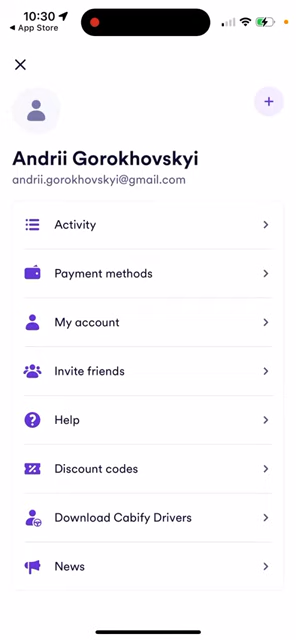 10:30
App Store
Andrii Gorokhovskyi
andrii.gorokhovskyi@gmail.com
Activity
Payment methods
My account
Invite friends
Help
Discount codes
Download Cabify Drivers
News